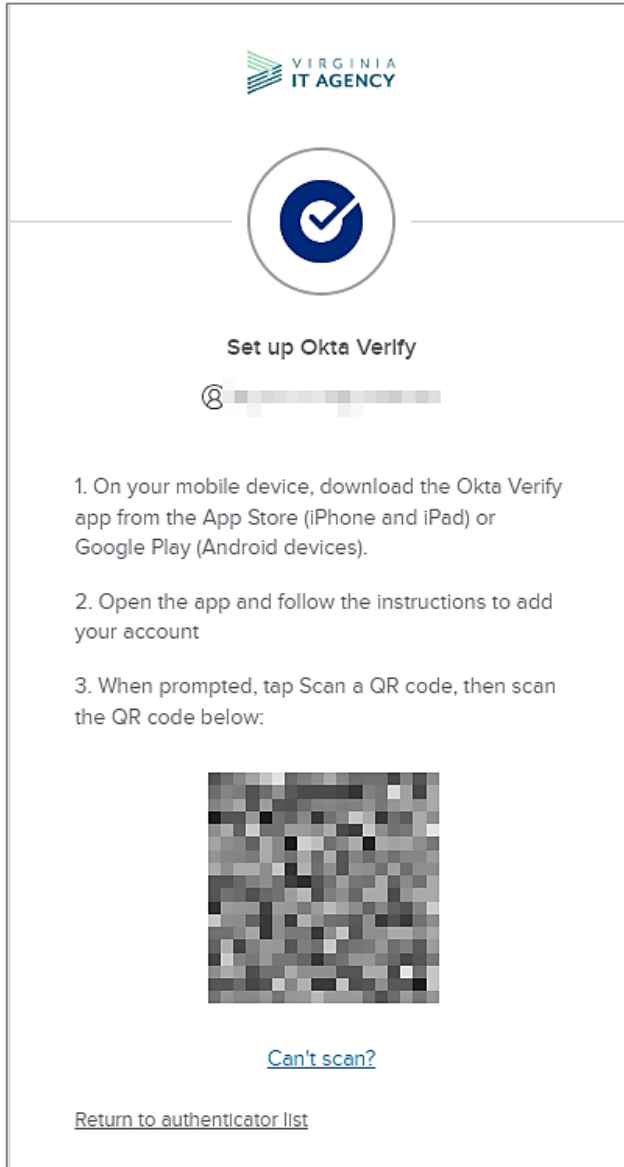 VIRGINIA
IT AGENCY
Set up Okta Verify
1. On your mobile device, download the Okta Verify
app from the App Store (iPhone and iPad) or
Google Play (Android devices).
2. Open the app and follow the instructions to add
your account
3. When prompted, tap Scan a QR code, then scan
the QR code below:
Can't scan?
Return to authenticator list